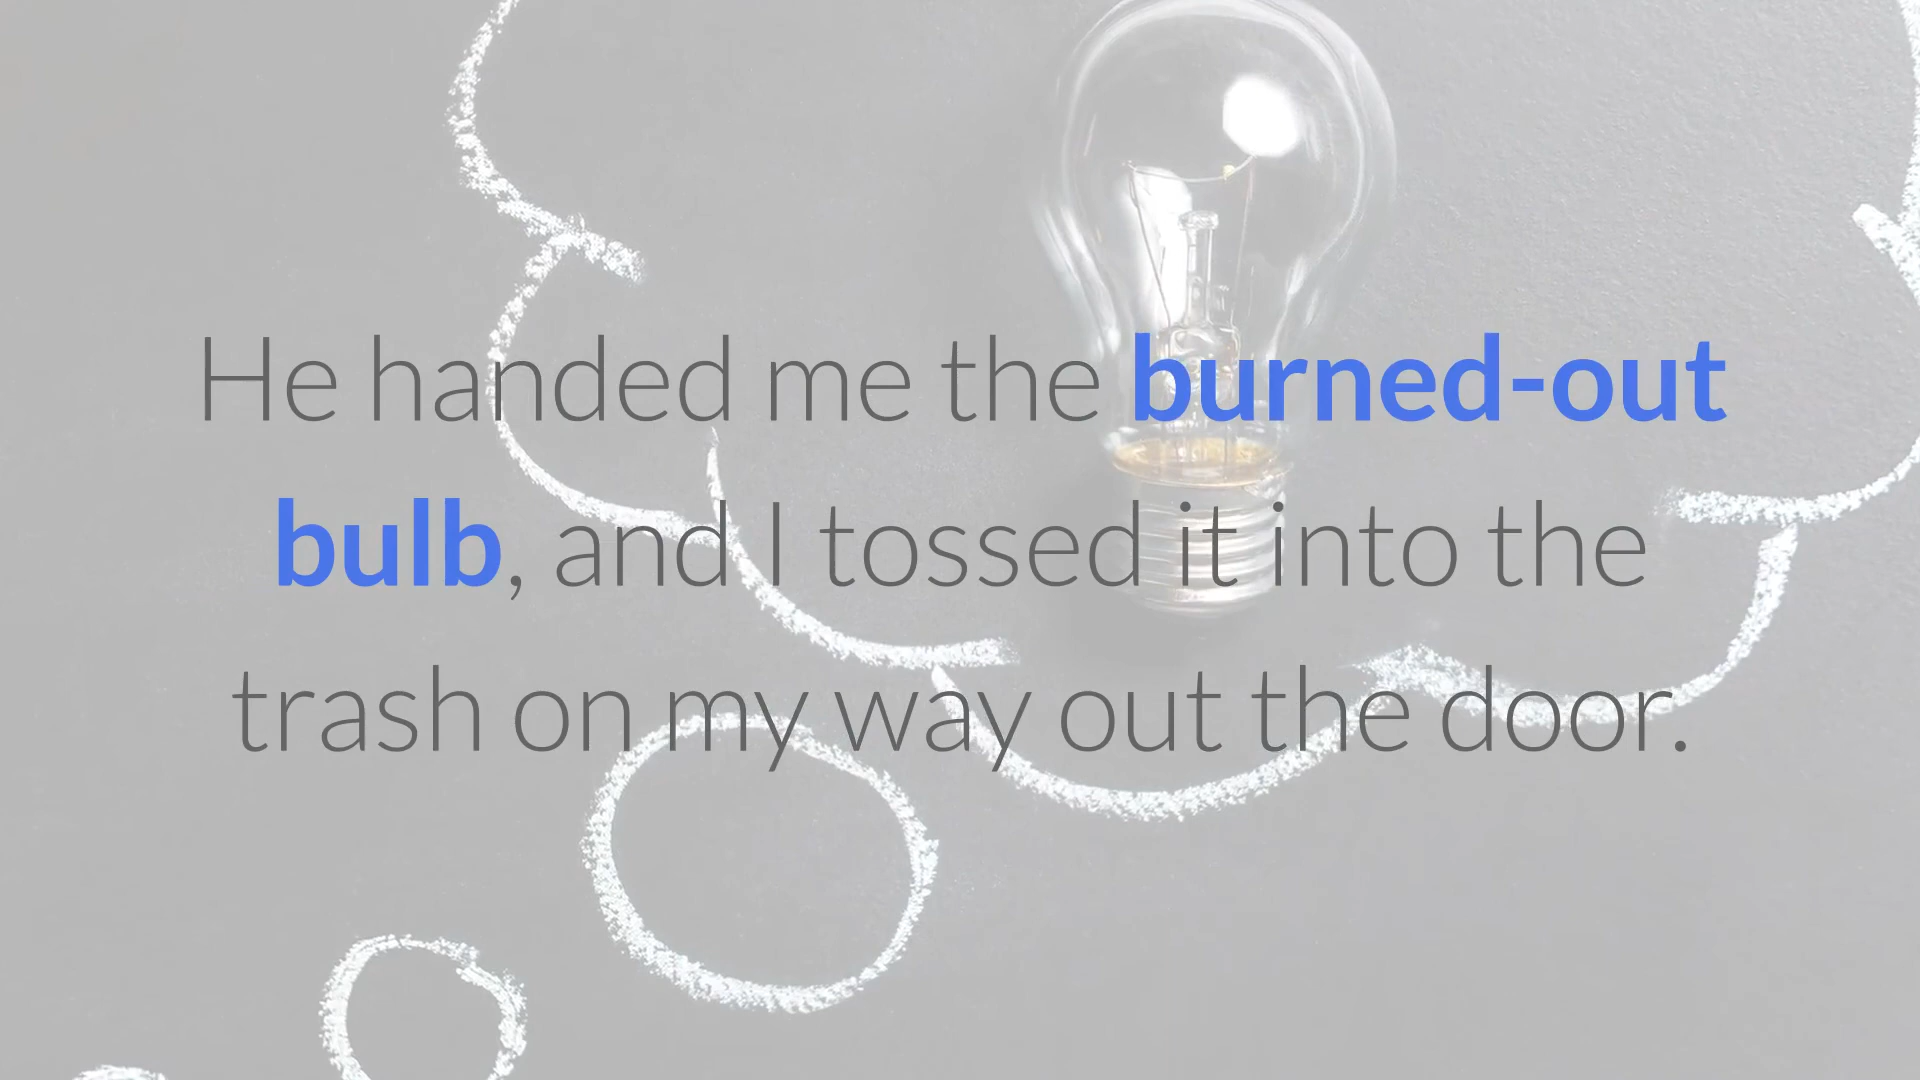 He handed me the burned-out
bulb, and I tossed it into the
trash on my way out the door.